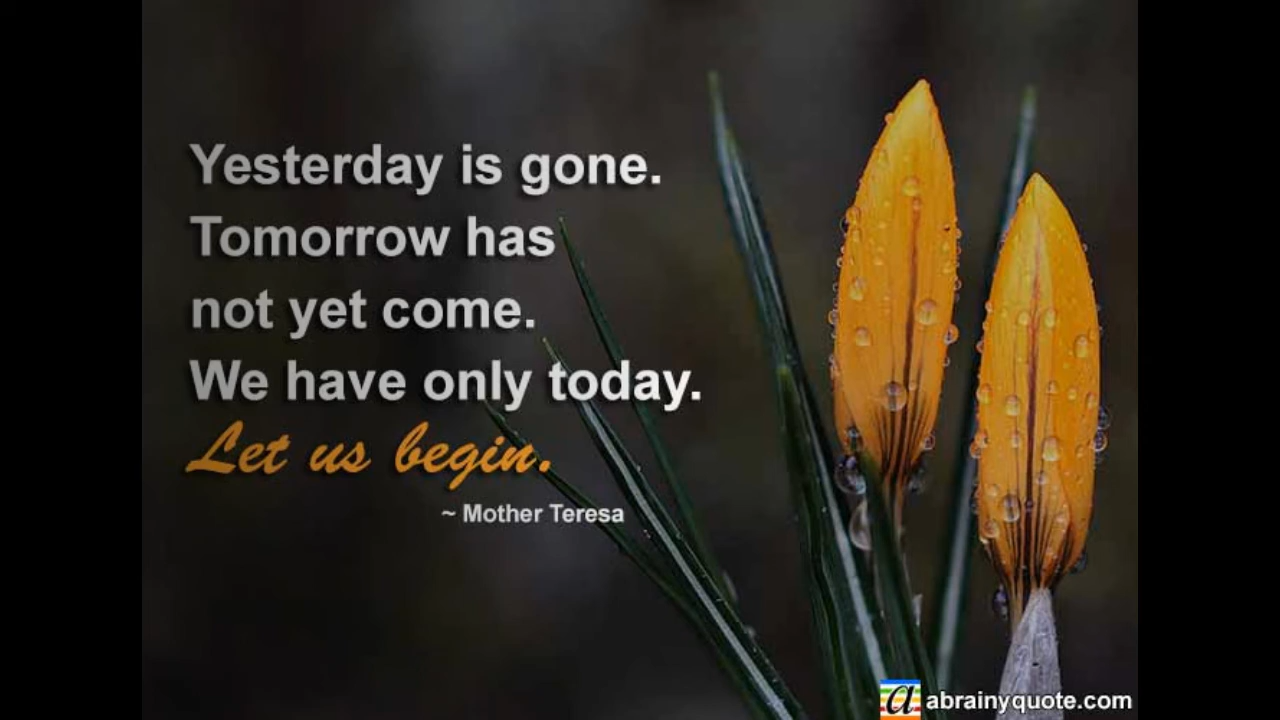 Yesterday is gone.
Tomorrow has
not yet come.
We have only today.
Let us begin.
~ Mother Teresa
a abrainyquote.com